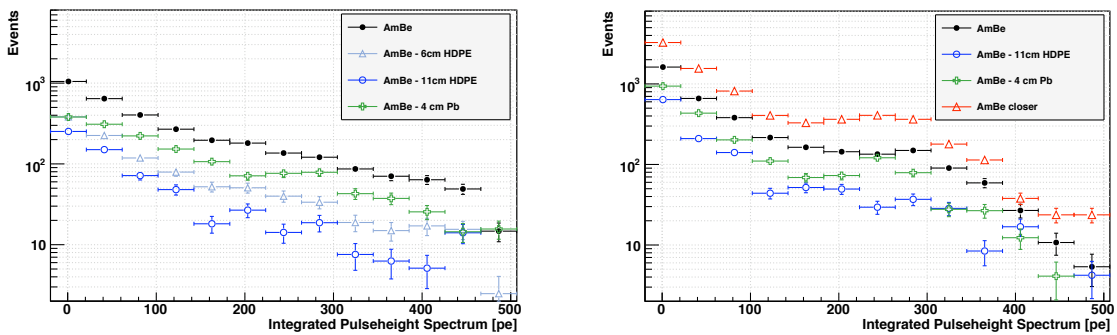 Events
10³
10²
10
AmBe
AmBe - 6cm HDPE
AmBe - 11cm HDPE
AmBe - 4 cm Pb
0 100 200 300 400 500
Integrated Pulseheight Spectrum [pe]
Events
10⁴
10³
10²
10
AmBe
AmBe - 11cm HDPE
AmBe - 4 cm Pb
AmBe closer
0 100 200 300 400 500
Integrated Pulseheight Spectrum [pe]